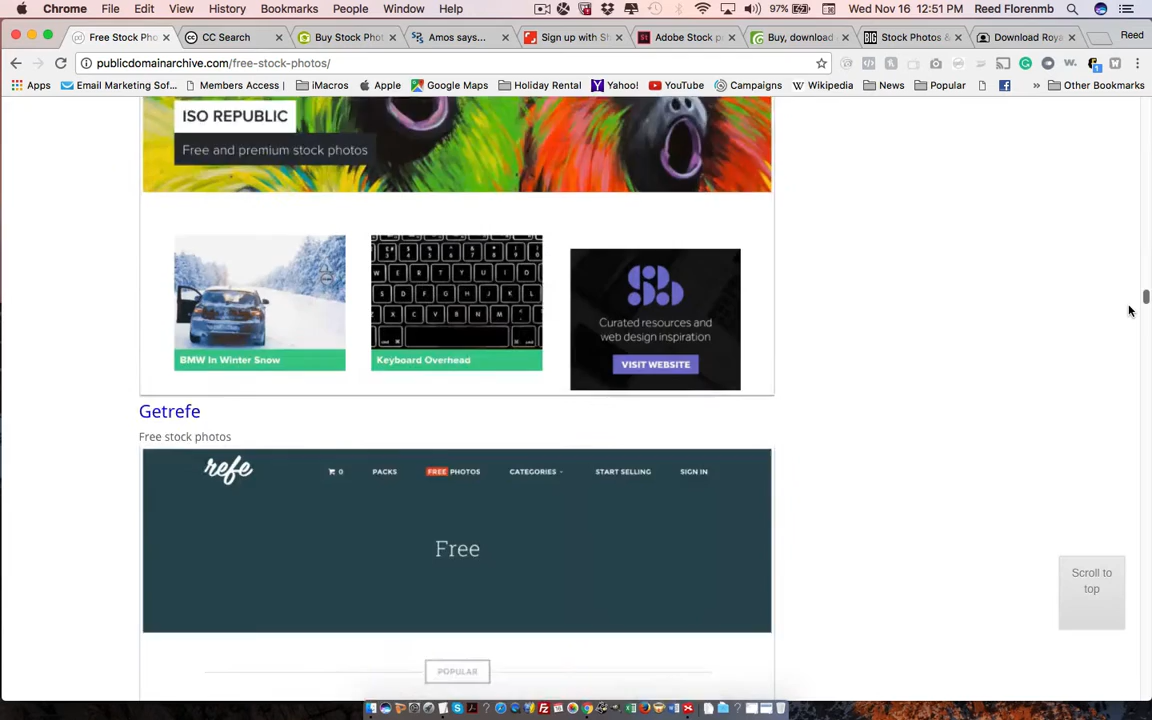 Chrome File Edit View History Bookmarks People Window Help 97% Wed Nov 16 12:51 PM Reed Florenmb
Free Stock Pho CC Search Buy Stock Phot Amos says... Sign up with Sh Adobe Stock p Buy, download Stock Photos & Download Roya Reed
publicdomainarchive.com/free-stock-photos/
Apps Email Marketing Sof... Members Access | iMacros Apple Google Maps Holiday Rental Yahoo! YouTube Campaigns Wikipedia News Popular » Other Bookmarks
ISO REPUBLIC
Free and premium stock photos
Curated resources and
web design inspiration
VISIT WEBSITE
BMW In Winter Snow
Keyboard Overhead
Getrefe
Free stock photos
refe 0 PACKS FREE PHOTOS CATEGORIES START SELLING SIGN IN
Free
Scroll to
top
POPULAR